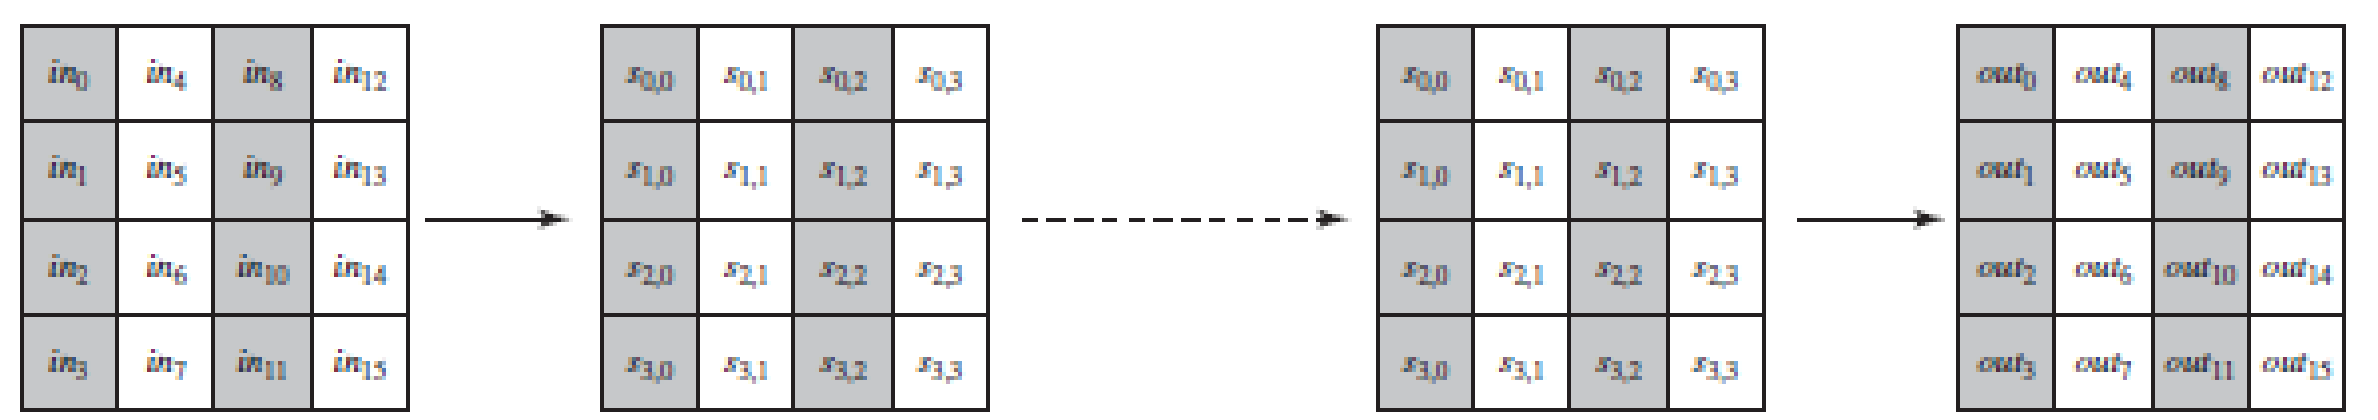 in₀ in₄ in₈ in₁₂ s₀,₀ s₀,₁ s₀,₂ s₀,₃ s₀,₀ s₀,₁ s₀,₂ s₀,₃ out₀ out₄ out₈ out₁₂
in₁ in₅ in₉ in₁₃ s₁,₀ s₁,₁ s₁,₂ s₁,₃ s₁,₀ s₁,₁ s₁,₂ s₁,₃ out₁ out₅ out₉ out₁₃
in₂ in₆ in₁₀ in₁₄ s₂,₀ s₂,₁ s₂,₂ s₂,₃ s₂,₀ s₂,₁ s₂,₂ s₂,₃ out₂ out₆ out₁₀ out₁₄
in₃ in₇ in₁₁ in₁₅ s₃,₀ s₃,₁ s₃,₂ s₃,₃ s₃,₀ s₃,₁ s₃,₂ s₃,₃ out₃ out₇ out₁₁ out₁₅